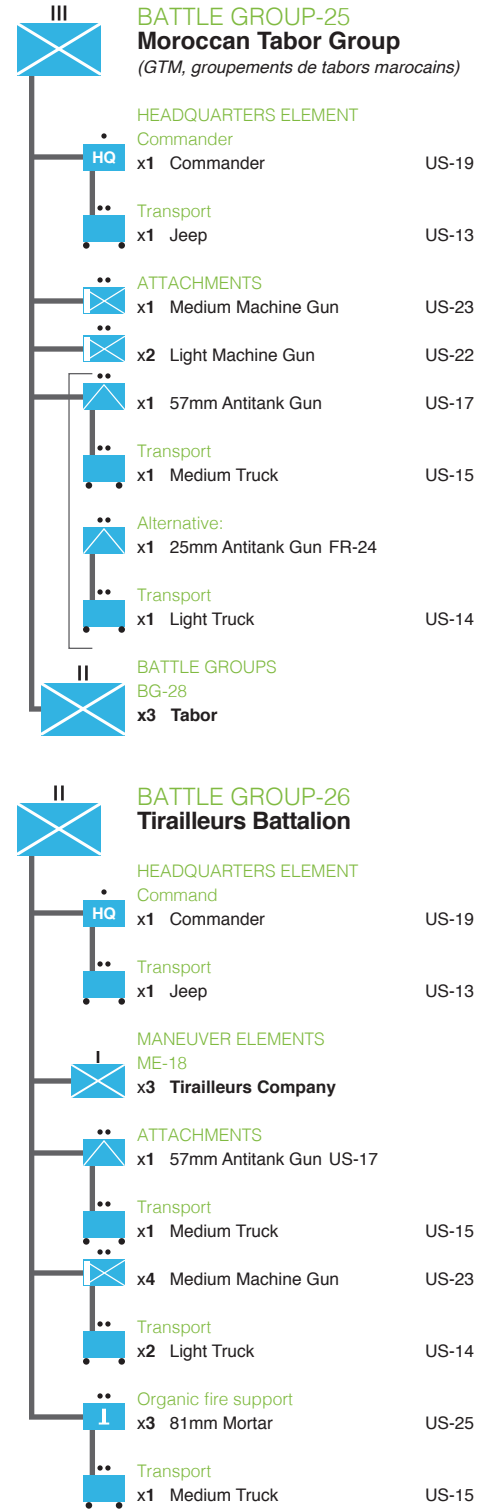 BATTLE GROUP-25
Moroccan Tabor Group
(GTM, groupements de tabors marocains)
HEADQUARTERS ELEMENT
Commander
HQ x1 Commander US-19
Transport
x1 Jeep US-13
ATTACHMENTS
x1 Medium Machine Gun US-23
x2 Light Machine Gun US-22
x1 57mm Antitank Gun US-17
Transport
x1 Medium Truck US-15
Alternative:
x1 25mm Antitank Gun FR-24
Transport
x1 Light Truck US-14
BATTLE GROUPS
BG-28
x3 Tabor
BATTLE GROUP-26
Tirailleurs Battalion
HEADQUARTERS ELEMENT
Command
HQ x1 Commander US-19
Transport
x1 Jeep US-13
MANEUVER ELEMENTS
ME-18
x3 Tirailleurs Company
ATTACHMENTS
x1 57mm Antitank Gun US-17
Transport
x1 Medium Truck US-15
x4 Medium Machine Gun US-23
Transport
x2 Light Truck US-14
Organic fire support
x3 81mm Mortar US-25
Transport
x1 Medium Truck US-15